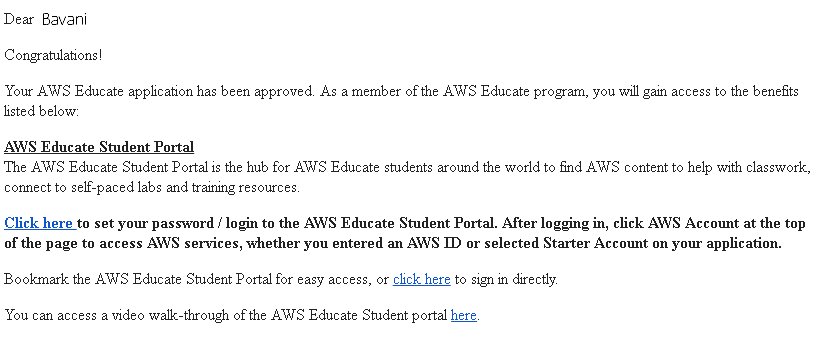 Dear Bavani
Congratulations!
Your AWS Educate application has been approved. As a member of the AWS Educate program, you will gain access to the benefits
listed below:
AWS Educate Student Portal
The AWS Educate Student Portal is the hub for AWS Educate students around the world to find AWS content to help with classwork,
connect to self-paced labs and training resources.
Click here to set your password / login to the AWS Educate Student Portal. After logging in, click AWS Account at the top
of the page to access AWS services, whether you entered an AWS ID or selected Starter Account on your application.
Bookmark the AWS Educate Student Portal for easy access, or click here to sign in directly.
You can access a video walk-through of the AWS Educate Student portal here.